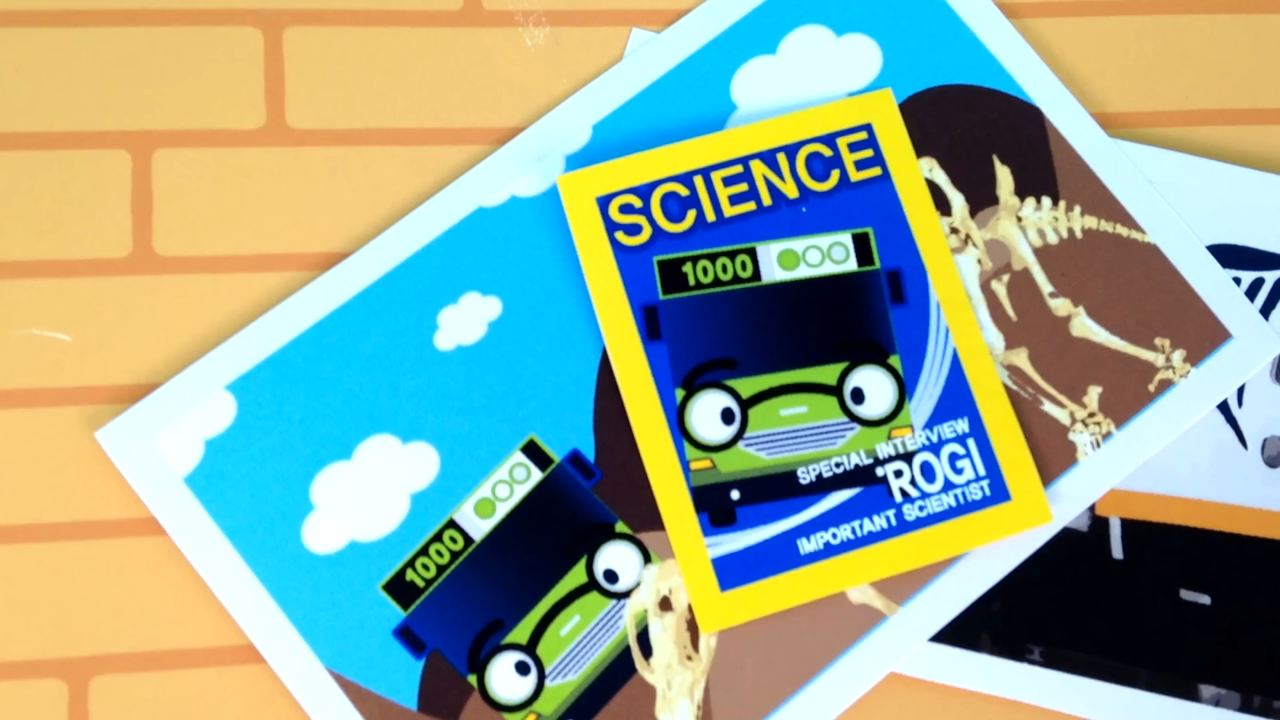 SCIENCE
1000
SPECIAL INTERVIEW
'ROGI
IMPORTANT SCIENTIST
1000